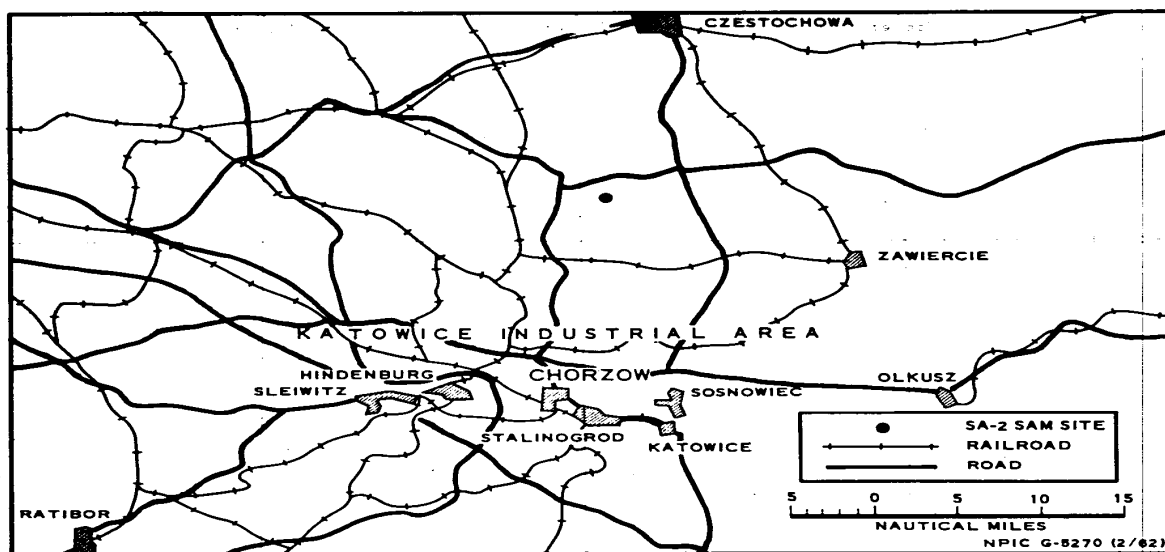 CZESTOCHOWA
ZAWIERCIE
KATOWICE INDUSTRIAL AREA
HINDENBURG
CHORZOW
OLKUSZ
SLEIWITZ
SOSNOWIEC
STALINOGROD
KATOWICE
SA-2 SAM SITE
RAILROAD
ROAD
RATIBOR
5 0 5 10 15
NAUTICAL MILES
NPIC G-5270 (2/62)